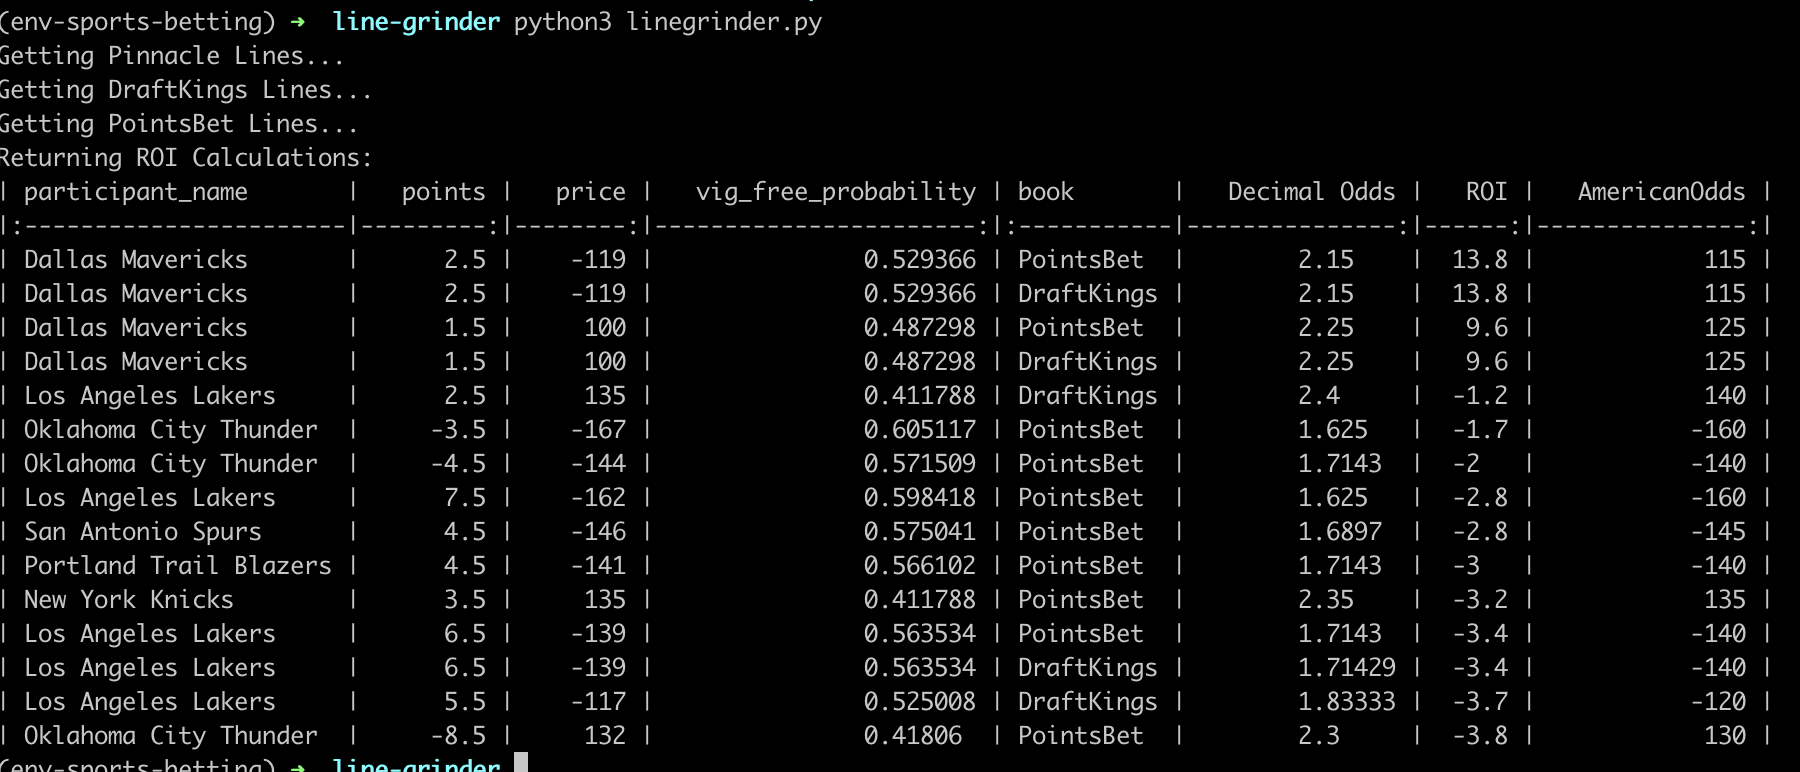 (env-sports-betting) ➜  line-grinder python3 linegrinder.py
Getting Pinnacle Lines...
Getting DraftKings Lines...
Getting PointsBet Lines...
Returning ROI Calculations:
| participant_name       |   points |   price |   vig_free_probability | book       |   Decimal Odds |   ROI |   AmericanOdds |
|:-----------------------|---------:|--------:|-----------------------:|:-----------|---------------:|------:|---------------:|
| Dallas Mavericks       |      2.5 |    -119 |               0.529366 | PointsBet  |        2.15    |  13.8 |            115 |
| Dallas Mavericks       |      2.5 |    -119 |               0.529366 | DraftKings |        2.15    |  13.8 |            115 |
| Dallas Mavericks       |      1.5 |     100 |               0.487298 | PointsBet  |        2.25    |   9.6 |            125 |
| Dallas Mavericks       |      1.5 |     100 |               0.487298 | DraftKings |        2.25    |   9.6 |            125 |
| Los Angeles Lakers     |      2.5 |     135 |               0.411788 | DraftKings |        2.4     |  -1.2 |            140 |
| Oklahoma City Thunder  |     -3.5 |    -167 |               0.605117 | PointsBet  |        1.625   |  -1.7 |           -160 |
| Oklahoma City Thunder  |     -4.5 |    -144 |               0.571509 | PointsBet  |        1.7143  |  -2   |           -140 |
| Los Angeles Lakers     |      7.5 |    -162 |               0.598418 | PointsBet  |        1.625   |  -2.8 |           -160 |
| San Antonio Spurs      |      4.5 |    -146 |               0.575041 | PointsBet  |        1.6897  |  -2.8 |           -145 |
| Portland Trail Blazers |      4.5 |    -141 |               0.566102 | PointsBet  |        1.7143  |  -3   |           -140 |
| New York Knicks        |      3.5 |     135 |               0.411788 | PointsBet  |        2.35    |  -3.2 |            135 |
| Los Angeles Lakers     |      6.5 |    -139 |               0.563534 | PointsBet  |        1.7143  |  -3.4 |           -140 |
| Los Angeles Lakers     |      6.5 |    -139 |               0.563534 | DraftKings |        1.71429 |  -3.4 |           -140 |
| Los Angeles Lakers     |      5.5 |    -117 |               0.525008 | DraftKings |        1.83333 |  -3.7 |           -120 |
| Oklahoma City Thunder  |     -8.5 |     132 |               0.41806  | PointsBet  |        2.3     |  -3.8 |            130 |
(env-sports-betting) ➜  line-grinder